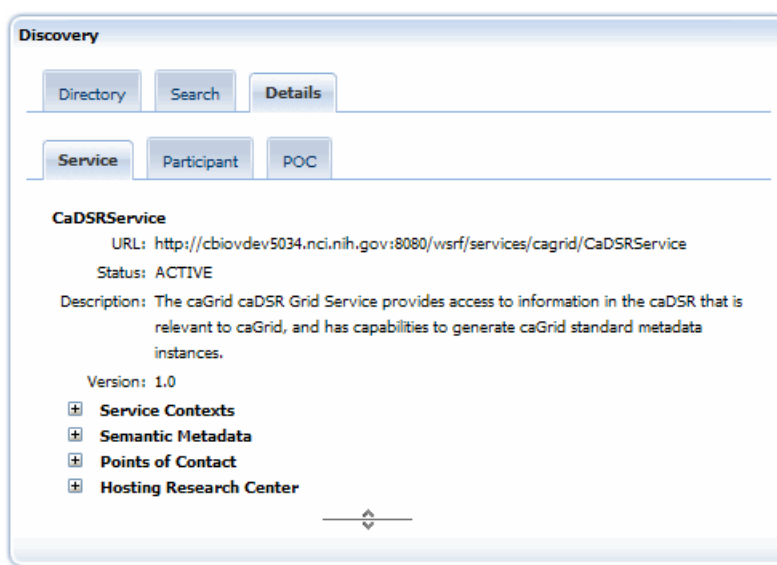 Discovery
Directory Search Details
Service Participant POC
CaDSRService
URL: http://cbiovdev5034.nci.nih.gov:8080/wsrf/services/cagrid/CaDSRService
Status: ACTIVE
Description: The caGrid caDSR Grid Service provides access to information in the caDSR that is
relevant to caGrid, and has capabilities to generate caGrid standard metadata
instances.
Version: 1.0
Service Contexts
Semantic Metadata
Points of Contact
Hosting Research Center